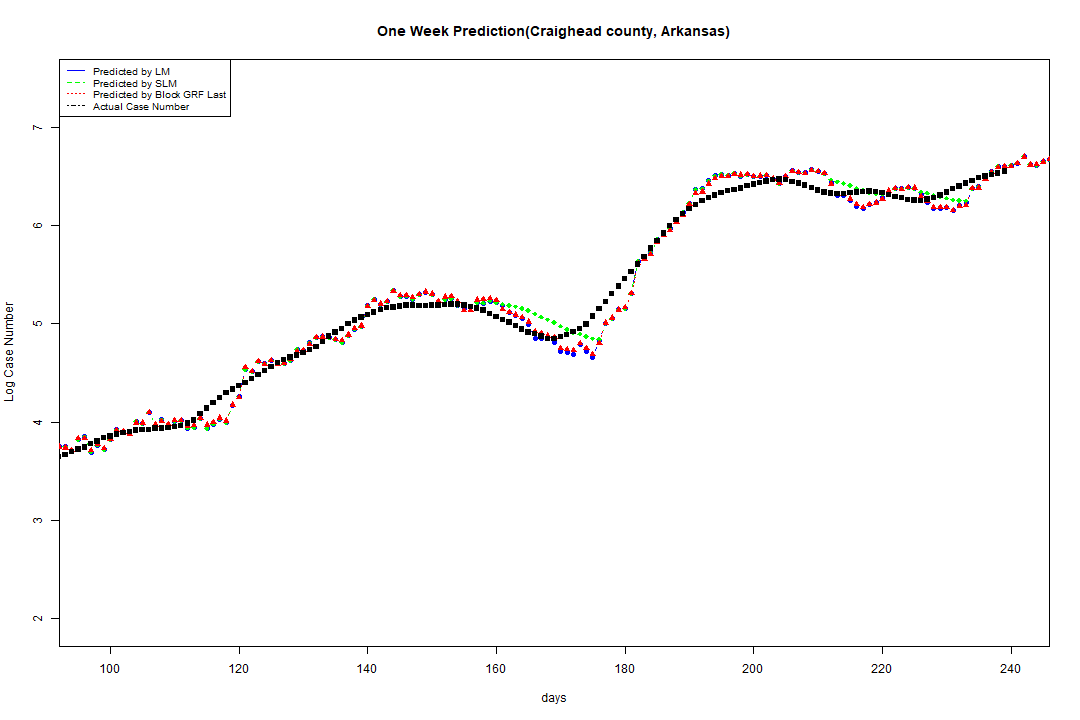 One Week Prediction(Craighead county, Arkansas)
Predicted by LM
Predicted by SLM
Predicted by Block GRF Last
Actual Case Number
7
6
5
4
3
2
Log Case Number
100 120 140 160 180 200 220 240
days